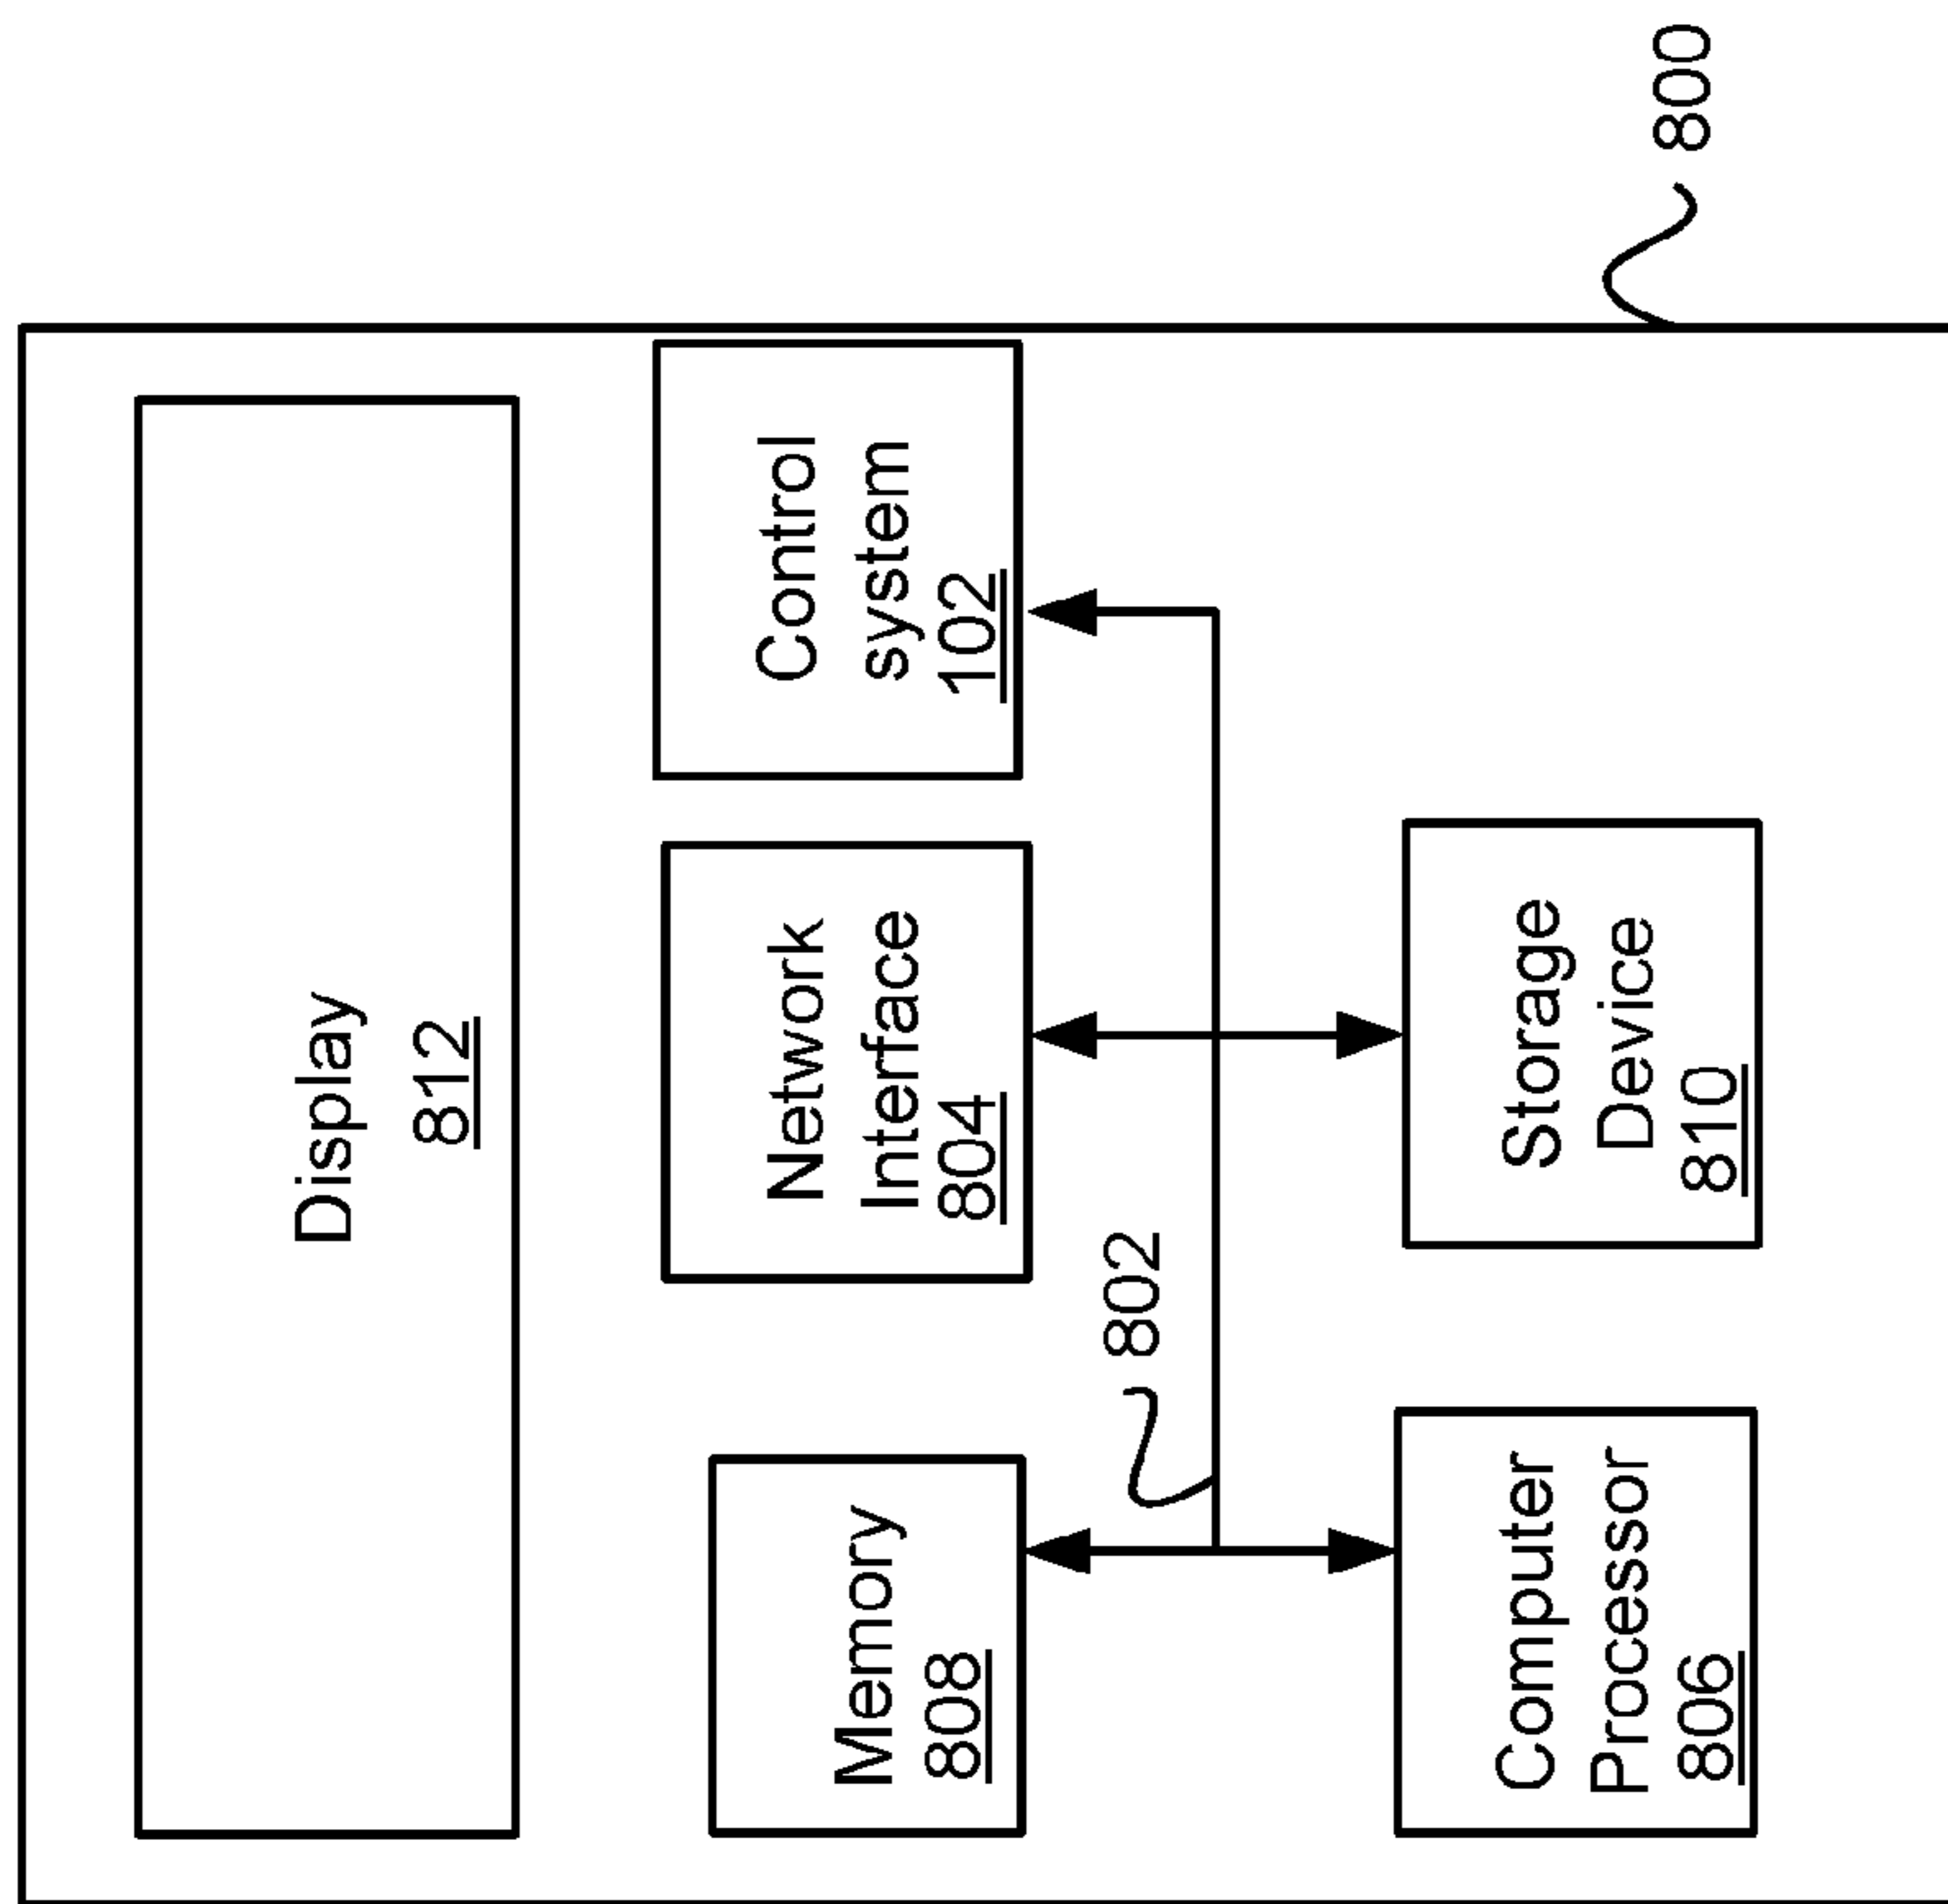 Display
812
Memory
808
Network
Interface
804
Control
system
102
802
Computer
Processor
806
Storage
Device
810
800